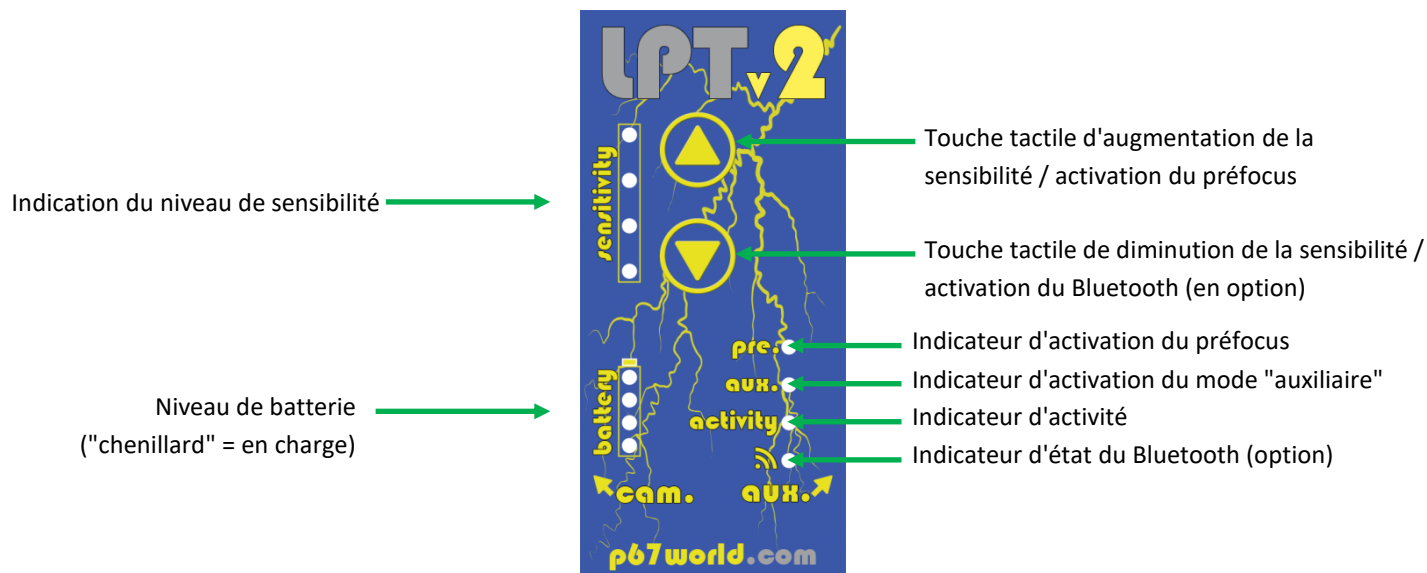 LPTv2
Touche tactile d'augmentation de la
sensibilité / activation du préfocus
sensitivity
Indication du niveau de sensibilité
Touche tactile de diminution de la sensibilité /
activation du Bluetooth (en option)
pre.
Indicateur d'activation du préfocus
aux.
Indicateur d'activation du mode "auxiliaire"
battery
Niveau de batterie
("chenillard" = en charge)
activity
Indicateur d'activité
Indicateur d'état du Bluetooth (option)
cam.
aux.
p67world.com